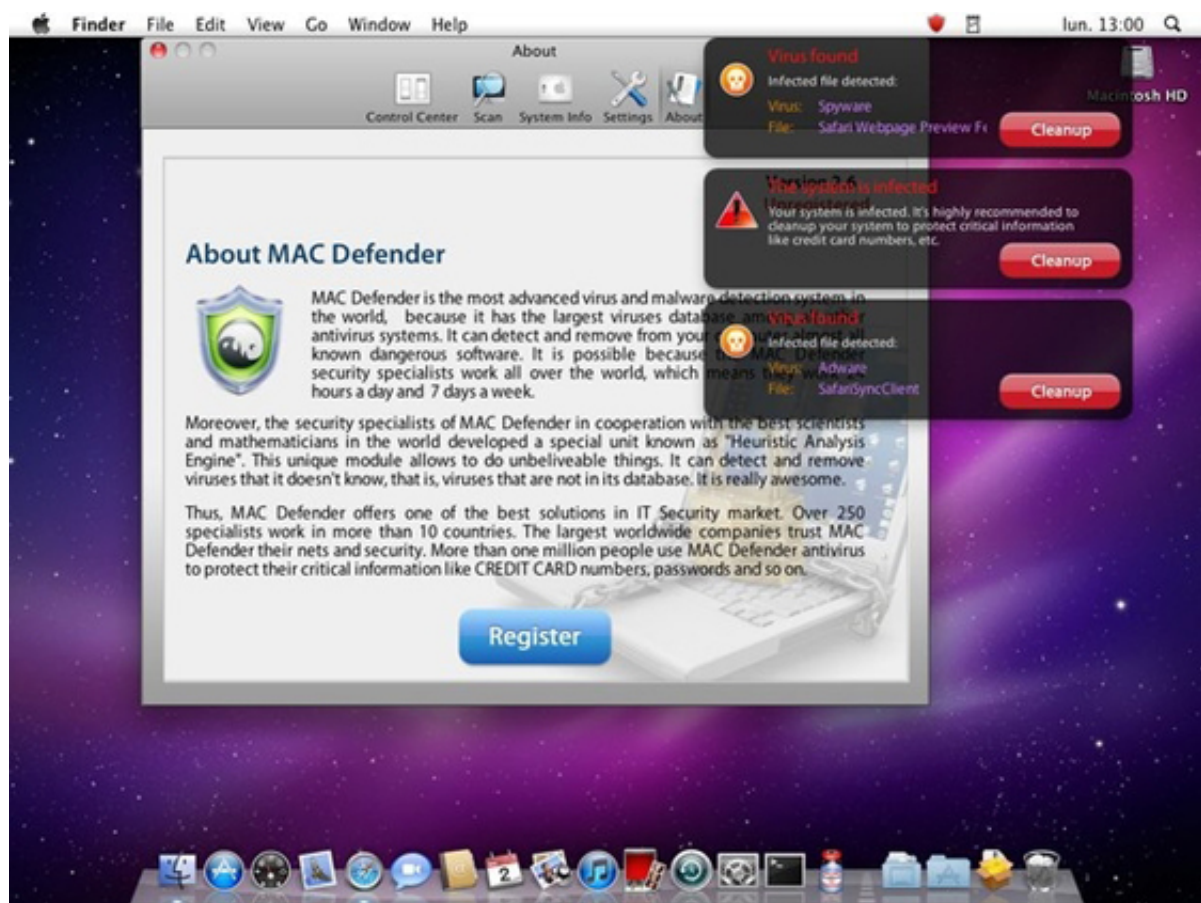 Finder File Edit View Go Window Help
lun. 13:00
About
Control Center Scan System Info Settings About
Macintosh HD
Virus found
Infected file detected:
Virus: Spyware
File: Safari Webpage Preview Fe
Cleanup
Version 2.6
Unregistered
The system is infected
Your system is infected. It's highly recommended to
cleanup your system to protect critical information
like credit card numbers, etc.
Cleanup
Virus found
Infected file detected:
Virus: Adware
File: SafariSyncClient
Cleanup
About MAC Defender
MAC Defender is the most advanced virus and malware detection system in
the world, because it has the largest viruses database
antivirus systems. It can detect and remove from your computer almost all
known dangerous software. It is possible because MAC Defender
security specialists work all over the world, which means they work
hours a day and 7 days a week.
Moreover, the security specialists of MAC Defender in cooperation with the best scientists
and mathematicians in the world developed a special unit known as "Heuristic Analysis
Engine". This unique module allows to do unbeliveable things. It can detect and remove
viruses that it doesn't know, that is, viruses that are not in its database. It is really awesome.
Thus, MAC Defender offers one of the best solutions in IT Security market. Over 250
specialists work in more than 10 countries. The largest worldwide companies trust MAC
Defender their nets and security. More than one million people use MAC Defender antivirus
to protect their critical information like CREDIT CARD numbers, passwords and so on.
Register
2